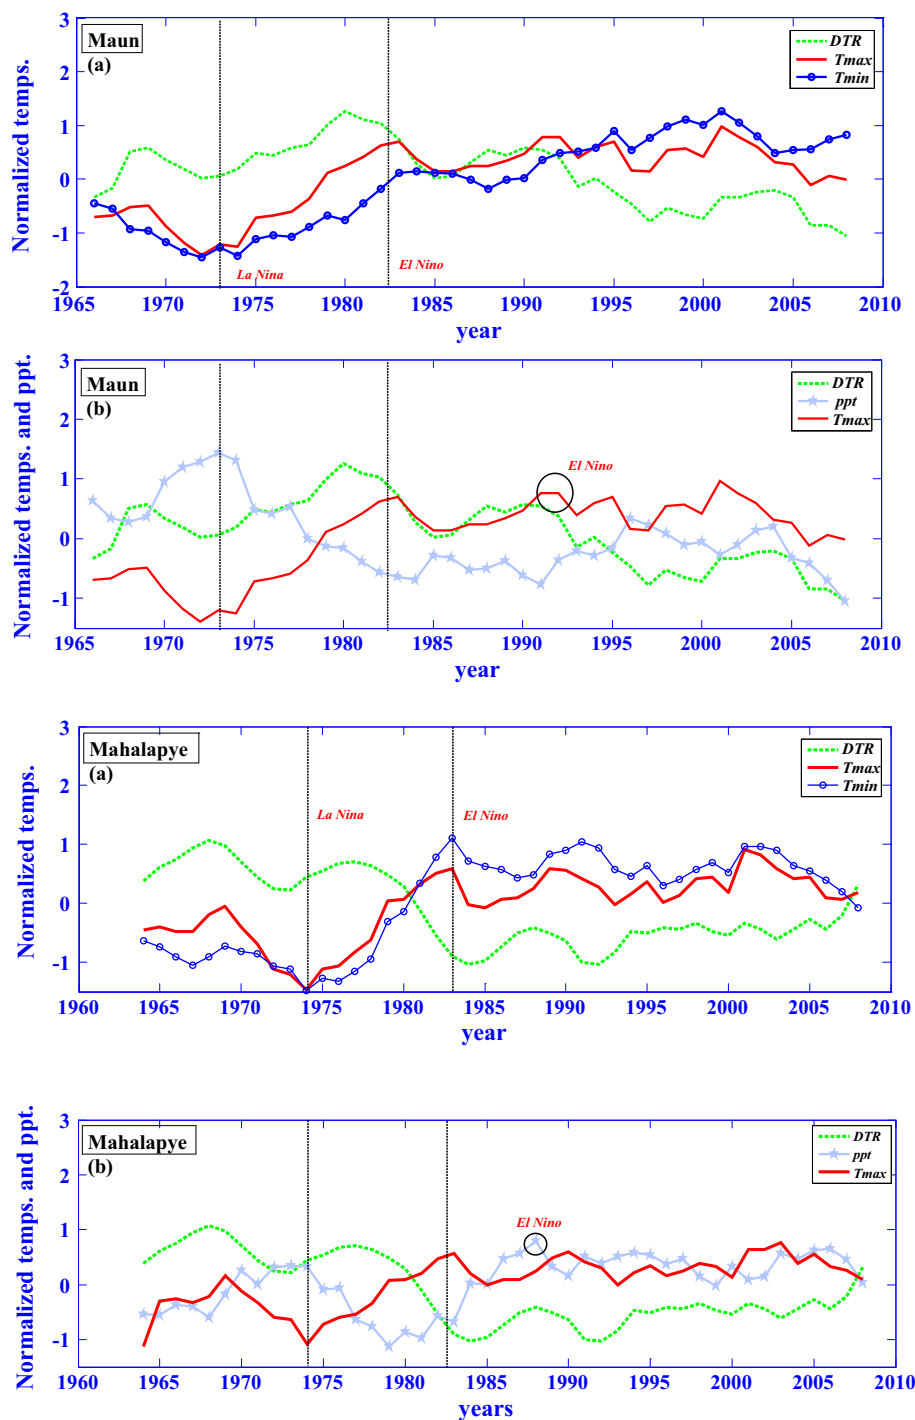 3
Maun
(a)
DTR
Tmax
Tmin
2
1
0
-1
La Nina
El Nino
-2
1965 1970 1975 1980 1985 1990 1995 2000 2005 2010
year
Normalized temps.
3
Maun
(b)
DTR
ppt
Tmax
2
El Nino
1
0
-1
1965 1970 1975 1980 1985 1990 1995 2000 2005 2010
year
Normalized temps. and ppt.
3
Mahalapye
(a)
DTR
Tmax
Tmin
2
La Nina
El Nino
1
0
-1
1960 1965 1970 1975 1980 1985 1990 1995 2000 2005 2010
year
Normalized temps.
3
Mahalapye
(b)
DTR
ppt
Tmax
2
El Nino
1
0
-1
1960 1965 1970 1975 1980 1985 1990 1995 2000 2005 2010
years
Normalized temps. and ppt.